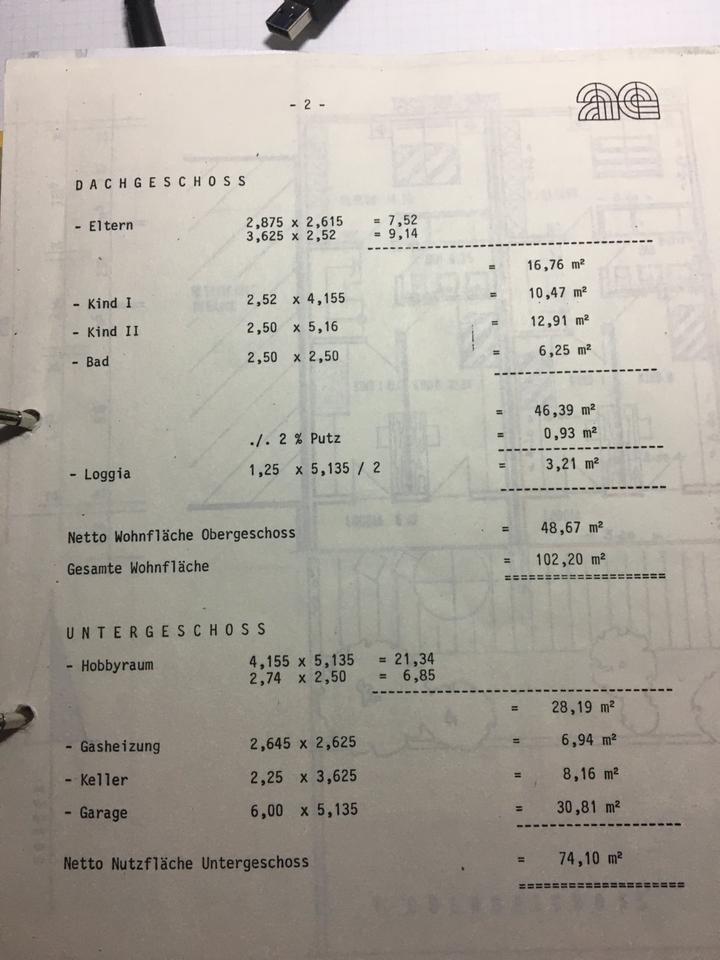 - 2 -
ae
DACHGESCHOSS
- Eltern 2,875 x 2,615 = 7,52
3,625 x 2,52 = 9,14
= 16,76 m²
- Kind I 2,52 x 4,155 = 10,47 m²
- Kind II 2,50 x 5,16 = 12,91 m²
- Bad 2,50 x 2,50 = 6,25 m²
= 46,39 m²
./. 2 % Putz = 0,93 m²
- Loggia 1,25 x 5,135 / 2 = 3,21 m²
Netto Wohnfläche Obergeschoss = 48,67 m²
Gesamte Wohnfläche = 102,20 m²
UNTERGESCHOSS
- Hobbyraum 4,155 x 5,135 = 21,34
2,74 x 2,50 = 6,85
= 28,19 m²
- Gasheizung 2,645 x 2,625 = 6,94 m²
- Keller 2,25 x 3,625 = 8,16 m²
- Garage 6,00 x 5,135 = 30,81 m²
Netto Nutzfläche Untergeschoss = 74,10 m²